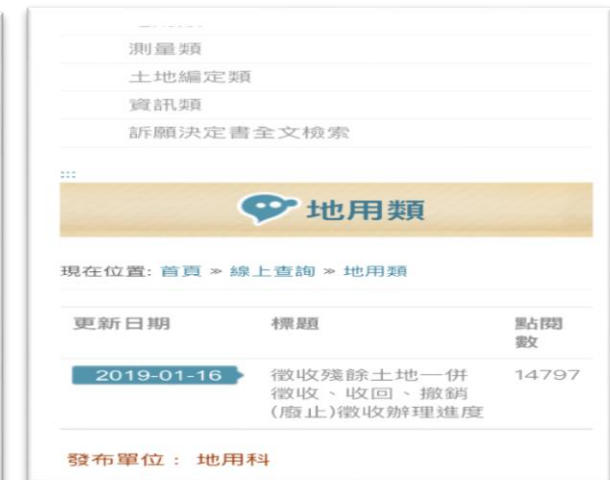 測量類
土地編定類
資訊類
訴願決定書全文檢索
:::
地用類
現在位置: 首頁 » 線上查詢 » 地用類
更新日期 標題 點閱數
2019-01-16 徵收殘餘土地一併徵收、收回、撤銷(廢止)徵收辦理進度 14797
發布單位： 地用科